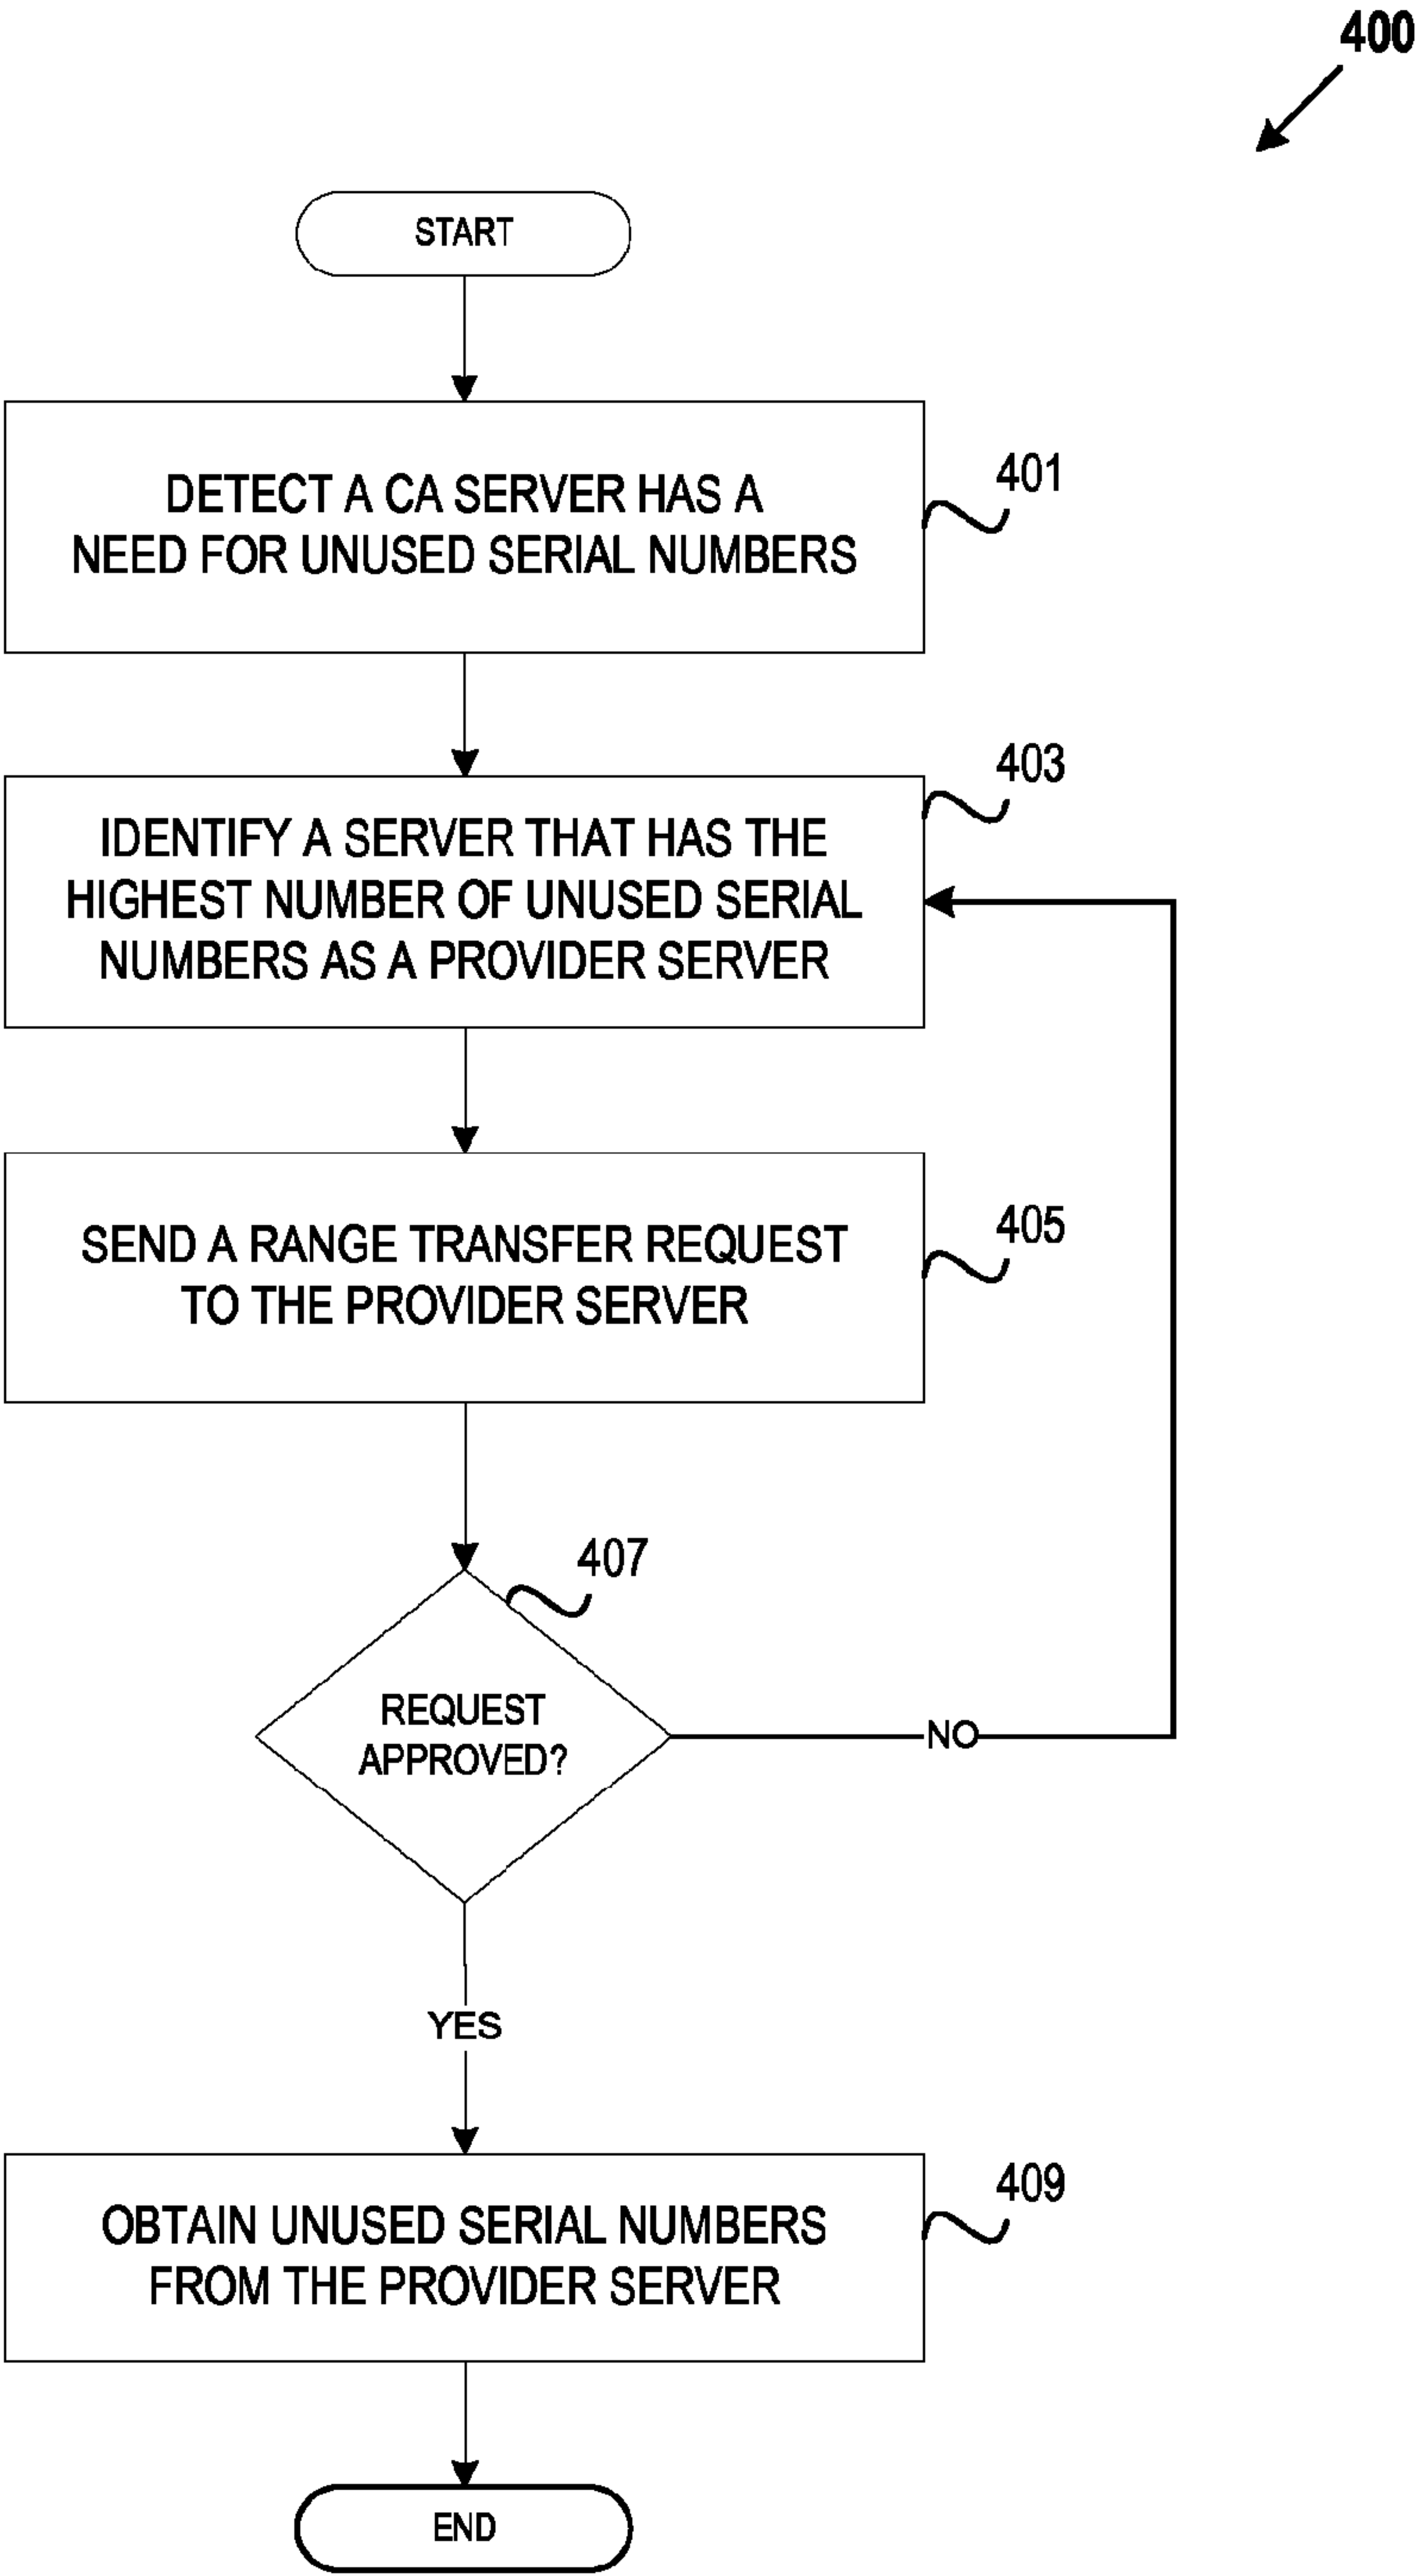 400
START
DETECT A CA SERVER HAS A
NEED FOR UNUSED SERIAL NUMBERS
401
IDENTIFY A SERVER THAT HAS THE
HIGHEST NUMBER OF UNUSED SERIAL
NUMBERS AS A PROVIDER SERVER
403
SEND A RANGE TRANSFER REQUEST
TO THE PROVIDER SERVER
405
407
REQUEST
APPROVED?
NO
YES
OBTAIN UNUSED SERIAL NUMBERS
FROM THE PROVIDER SERVER
409
END